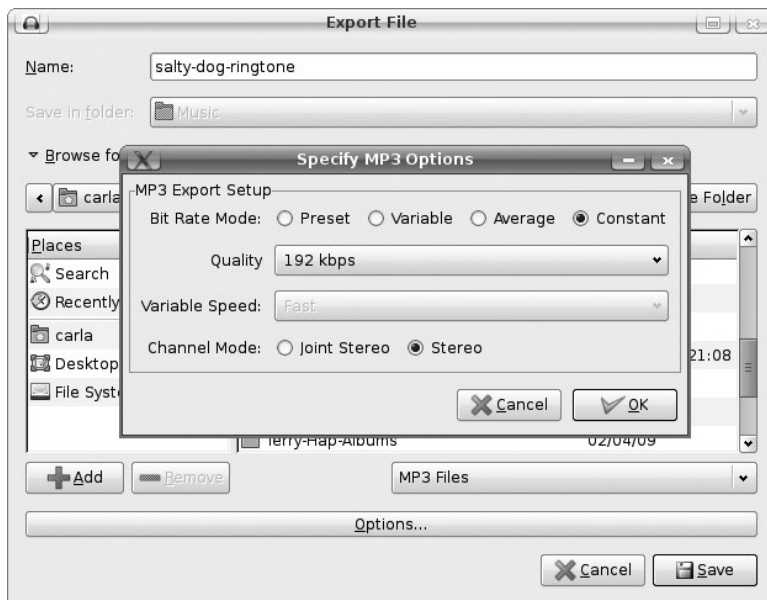 Export File
Name: salty-dog-ringtone
Save in folder: Music
Browse fo
Specify MP3 Options
MP3 Export Setup
carla
e Folder
Bit Rate Mode: Preset Variable Average Constant
Places
Quality 192 kbps
Search
Recently
Variable Speed: Fast
carla
Channel Mode: Joint Stereo Stereo
21:08
Desktop
File Syst
Cancel OK
Terry-Hap-Albums 02/04/09
Add Remove MP3 Files
Options...
Cancel Save